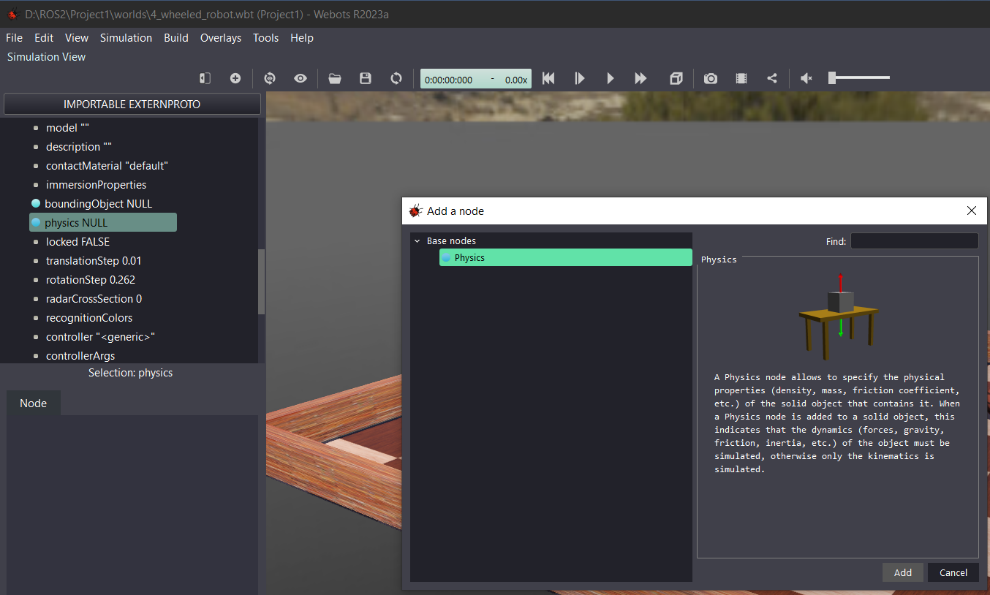 D:\ROS2\Project1\worlds\4_wheeled_robot.wbt (Project1) - Webots R2023a
File Edit View Simulation Build Overlays Tools Help
Simulation View
0:00:00:000 - 0.00x
IMPORTABLE EXTERNPROTO
model ""
description ""
contactMaterial "default"
immersionProperties
boundingObject NULL
physics NULL
locked FALSE
translationStep 0.01
rotationStep 0.262
radarCrossSection 0
recognitionColors
controller "<generic>"
controllerArgs
Selection: physics
Node
Add a node
Base nodes
Physics
Find:
Physics
A Physics node allows to specify the physical
properties (density, mass, friction coefficient,
etc.) of the solid object that contains it. When
a Physics node is added to a solid object, this
indicates that the dynamics (forces, gravity,
friction, inertia, etc.) of the object must be
simulated, otherwise only the kinematics is
simulated.
Add Cancel